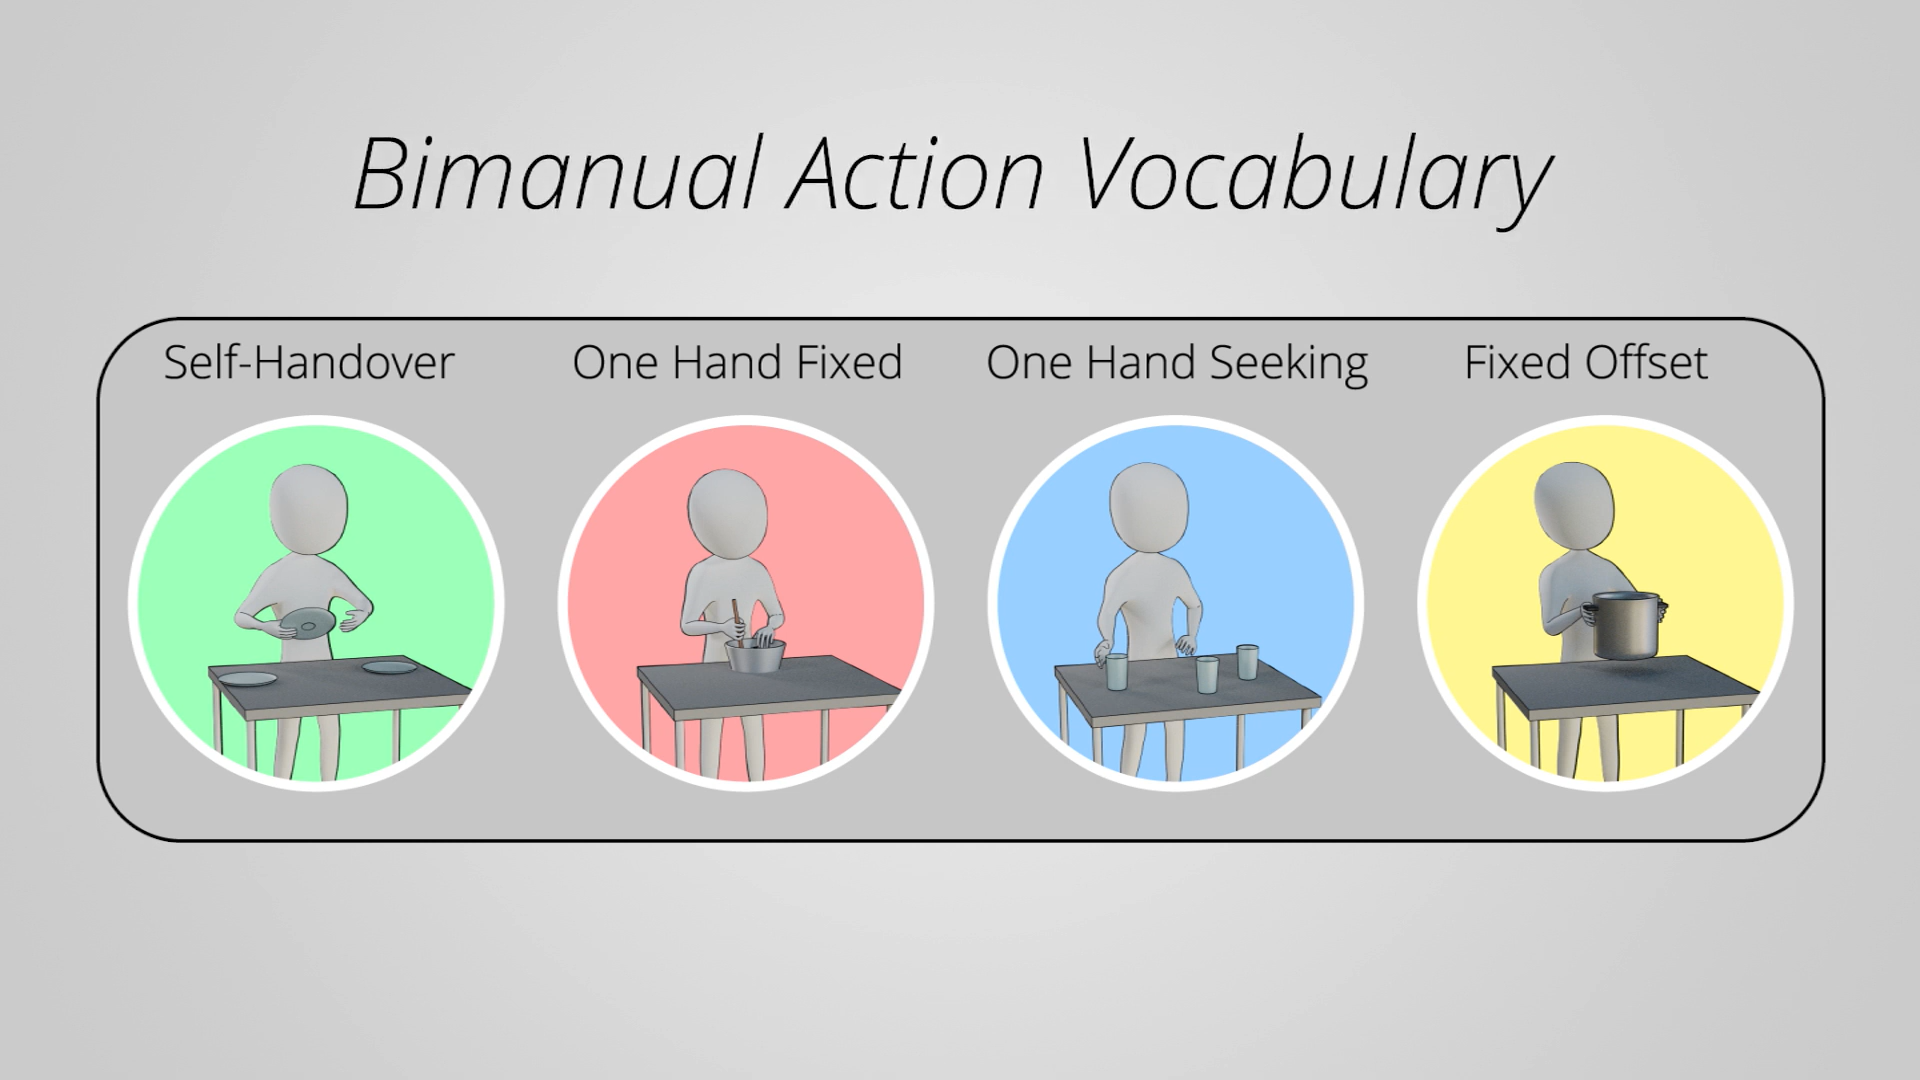 Bimanual Action Vocabulary
Self-Handover
One Hand Fixed
One Hand Seeking
Fixed Offset